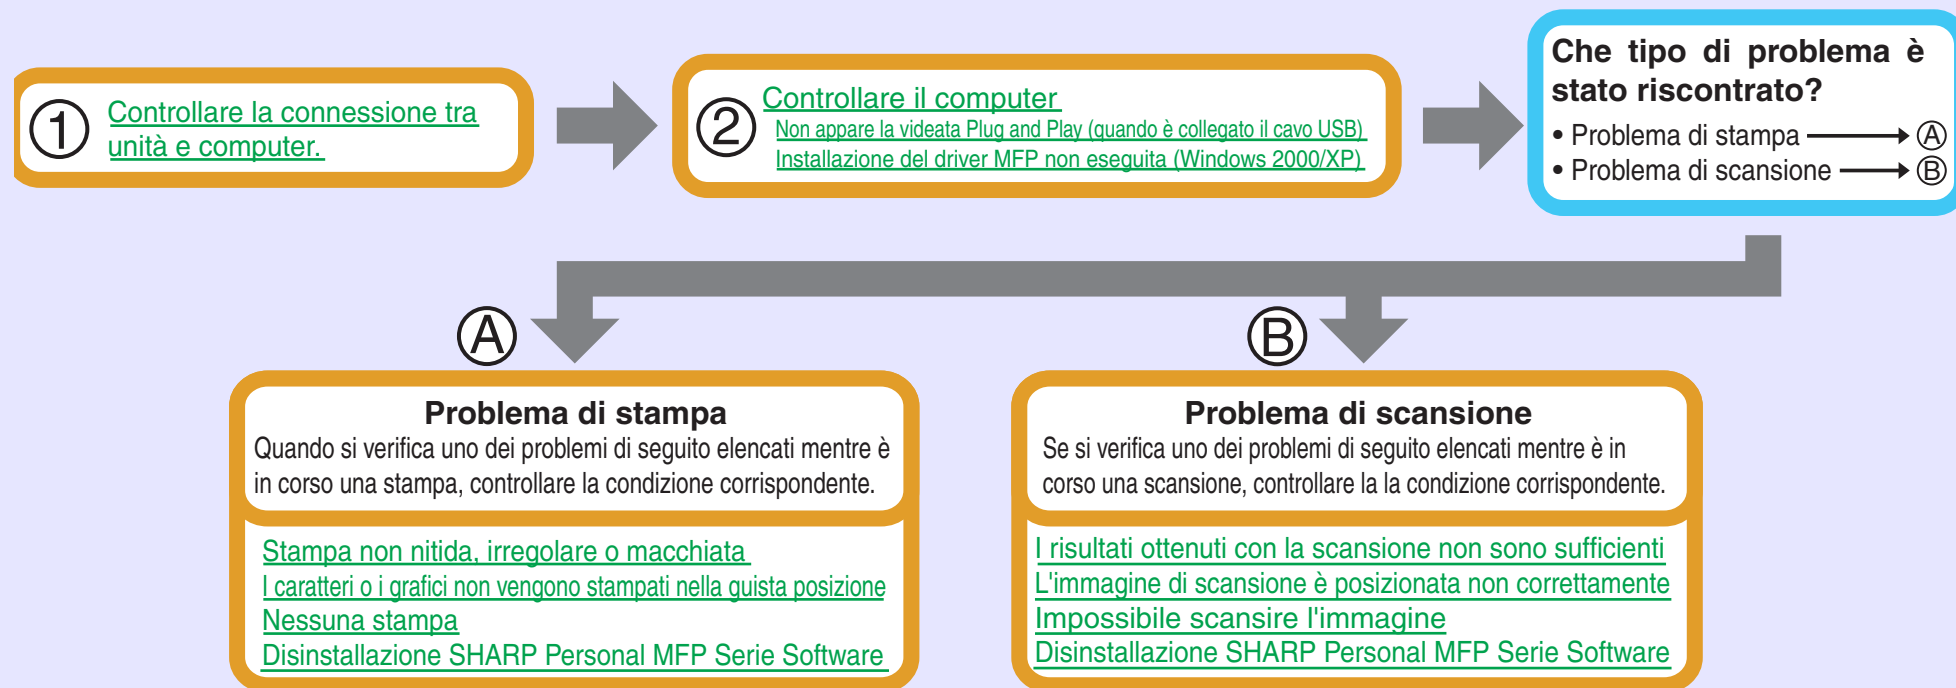 ① Controllare la connessione tra
unità e computer.
② Controllare il computer
Non appare la videata Plug and Play (quando è collegato il cavo USB)
Installazione del driver MFP non eseguita (Windows 2000/XP)
Che tipo di problema è
stato riscontrato?
• Problema di stampa Ⓐ
• Problema di scansione Ⓑ
Ⓐ
Problema di stampa
Quando si verifica uno dei problemi di seguito elencati mentre è
in corso una stampa, controllare la condizione corrispondente.
Stampa non nitida, irregolare o macchiata
I caratteri o i grafici non vengono stampati nella guista posizione
Nessuna stampa
Disinstallazione SHARP Personal MFP Serie Software
Ⓑ
Problema di scansione
Se si verifica uno dei problemi di seguito elencati mentre è in
corso una scansione, controllare la la condizione corrispondente.
I risultati ottenuti con la scansione non sono sufficienti
L'immagine di scansione è posizionata non correttamente
Impossibile scansire l'immagine
Disinstallazione SHARP Personal MFP Serie Software